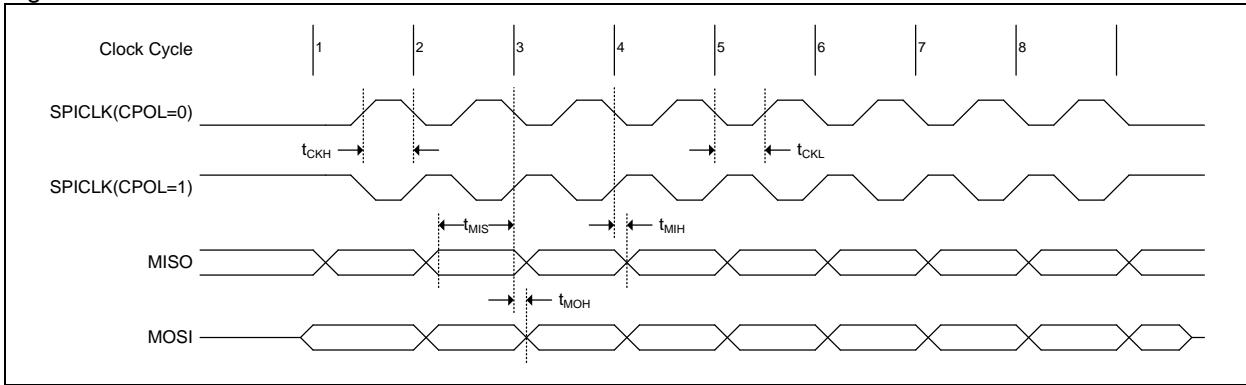 Clock Cycle 1 2 3 4 5 6 7 8
SPICLK(CPOL=0)
tCKH tCKL
SPICLK(CPOL=1)
tMIS tMIH
MISO
tMOH
MOSI